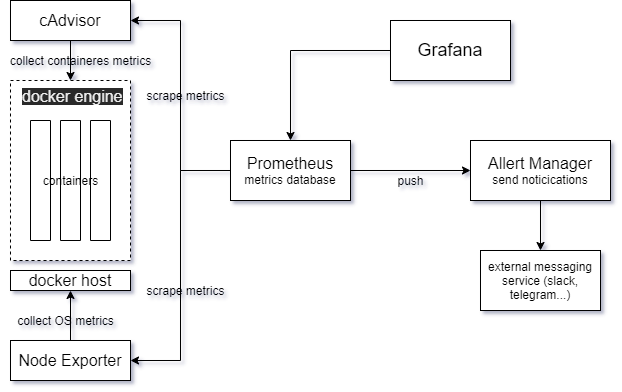 cAdvisor
collect containeres metrics
docker engine
containers
docker host
collect OS metrics
Node Exporter
scrape metrics
scrape metrics
Grafana
Prometheus
metrics database
push
Allert Manager
send noticications
external messaging
service (slack,
telegram...)